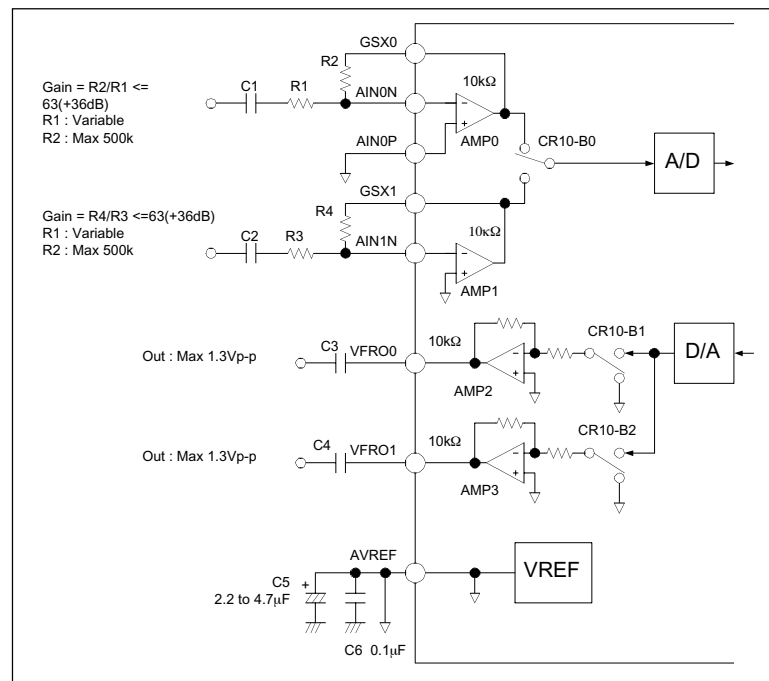 GSX0
R2
10kΩ
Gain = R2/R1 <=
63(+36dB)
R1 : Variable
R2 : Max 500k
C1
R1
AIN0N
AIN0P
AMP0
CR10-B0
A/D
GSX1
Gain = R4/R3 <=63(+36dB)
R1 : Variable
R2 : Max 500k
R4
C2
R3
AIN1N
10κΩ
AMP1
CR10-B1
D/A
Out : Max 1.3Vp-p
C3
VFRO0
10kΩ
AMP2
CR10-B2
Out : Max 1.3Vp-p
C4
VFRO1
10kΩ
AMP3
AVREF
VREF
C5
2.2 to 4.7μF
C6 0.1μF
- + - + - + - + +